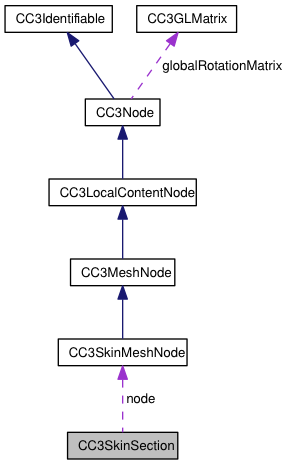 CC3Identifiable
CC3GLMatrix
globalRotationMatrix
CC3Node
CC3LocalContentNode
CC3MeshNode
CC3SkinMeshNode
node
CC3SkinSection